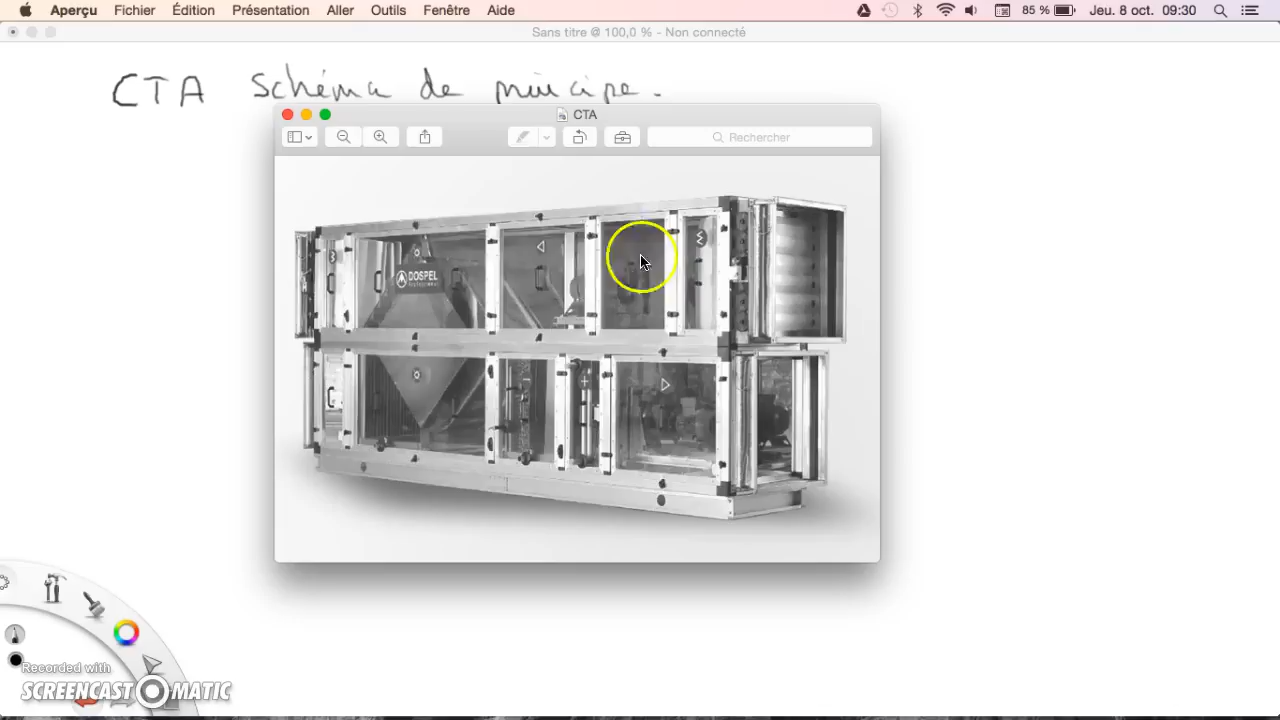 Aperçu Fichier Édition Présentation Aller Outils Fenêtre Aide 85 % Jeu. 8 oct. 09:30
Sans titre @ 100,0 % - Non connecté
CTA Schéma de principe.
CTA
Rechercher
DOSPEL
Recorded with
SCREENCAST MATIC